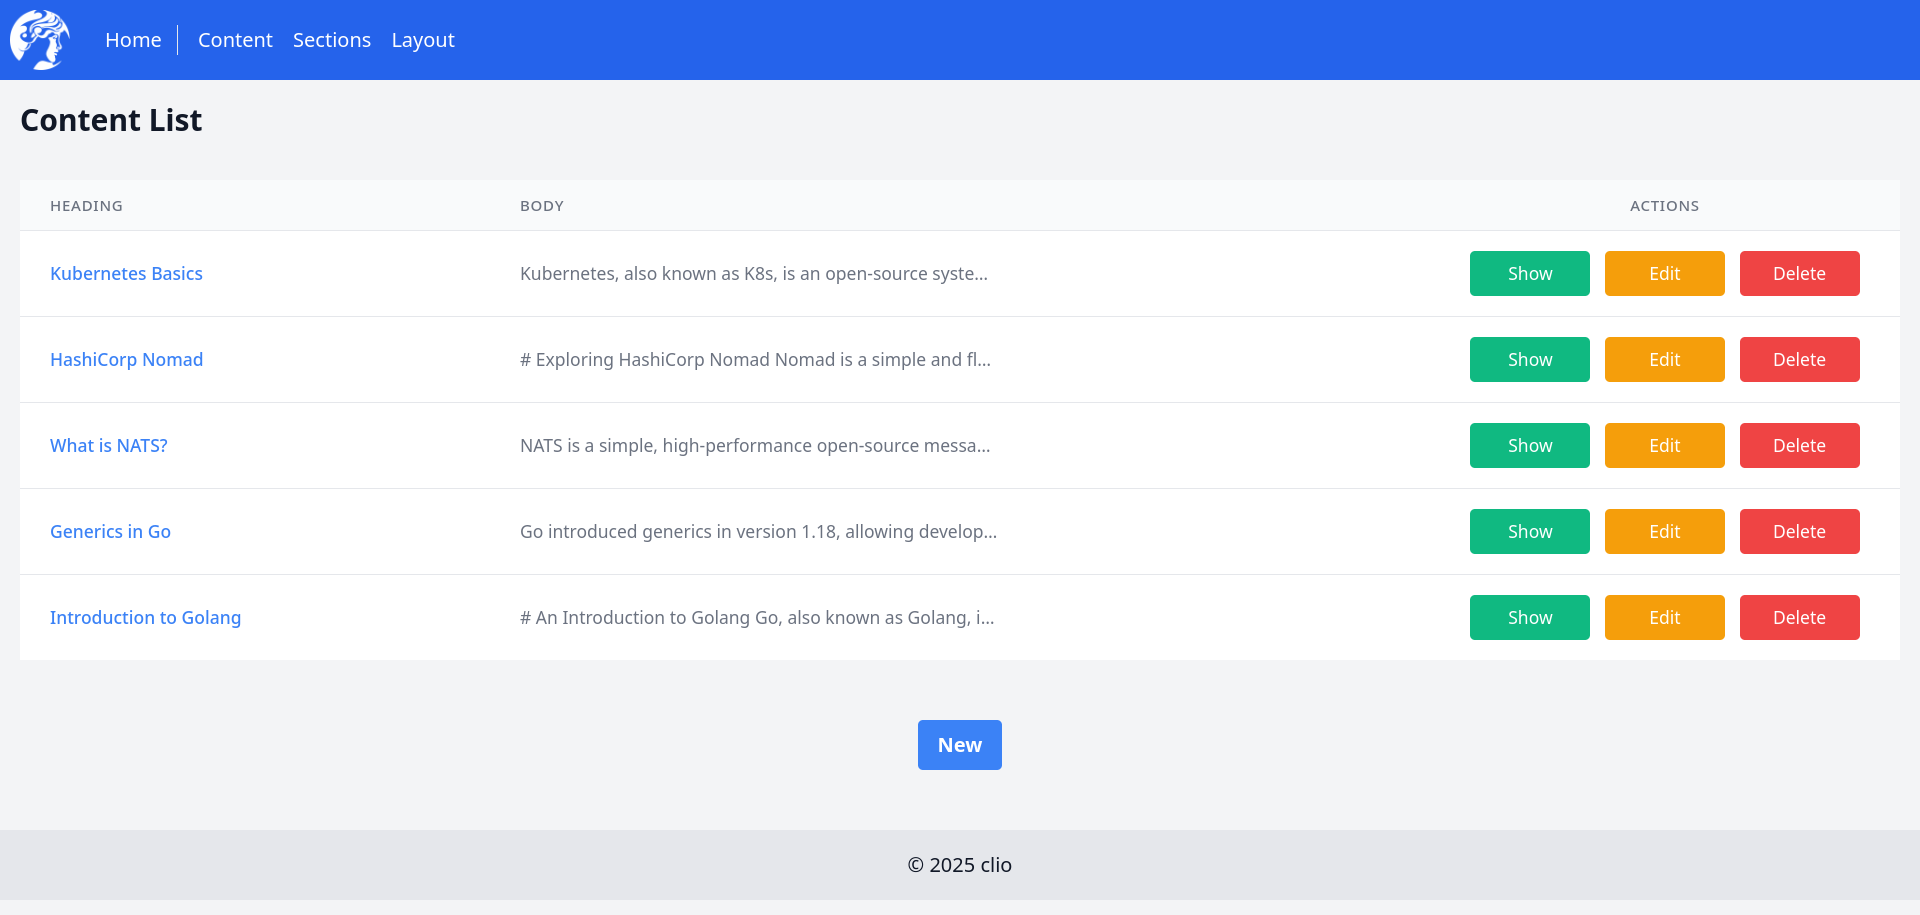 Home Content Sections Layout
Content List
HEADING BODY ACTIONS
Kubernetes Basics Kubernetes, also known as K8s, is an open-source syste... Show Edit Delete
HashiCorp Nomad # Exploring HashiCorp Nomad Nomad is a simple and fl... Show Edit Delete
What is NATS? NATS is a simple, high-performance open-source messa... Show Edit Delete
Generics in Go Go introduced generics in version 1.18, allowing develop... Show Edit Delete
Introduction to Golang # An Introduction to Golang Go, also known as Golang, i... Show Edit Delete
New
© 2025 clio